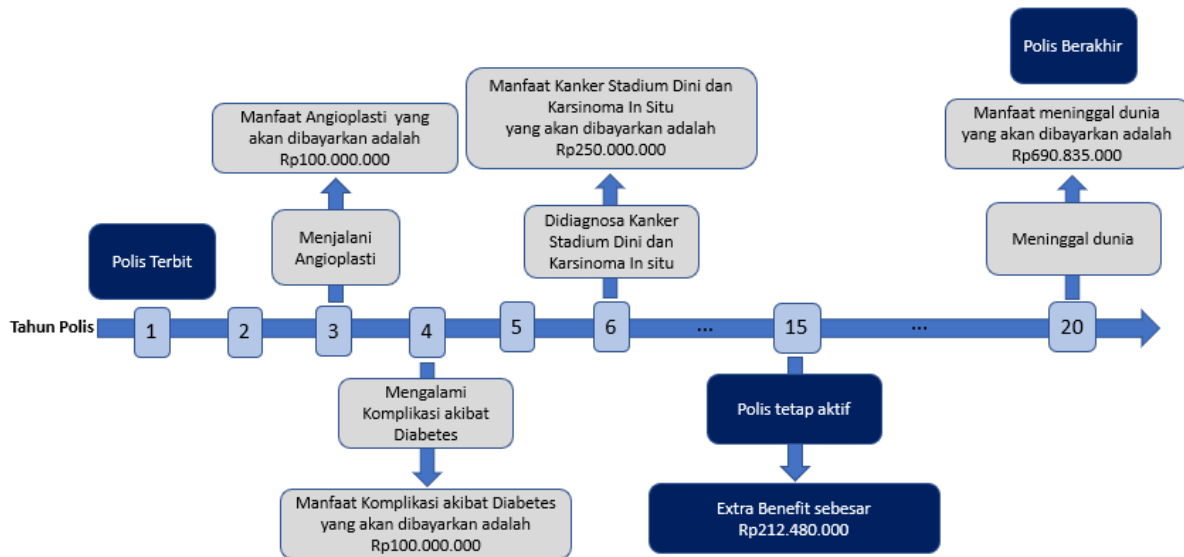 Polis Berakhir
Manfaat Kanker Stadium Dini dan
Karsinoma In Situ
yang akan dibayarkan adalah
Rp250.000.000
Manfaat Angioplasti yang
akan dibayarkan adalah
Rp100.000.000
Manfaat meninggal dunia
yang akan dibayarkan adalah
Rp690.835.000
Polis Terbit
Menjalani
Angioplasti
Didiagnosa Kanker
Stadium Dini dan
Karsinoma In situ
Meninggal dunia
Tahun Polis
1
2
3
4
5
6
...
15
...
20
Mengalami
Komplikasi akibat
Diabetes
Polis tetap aktif
Manfaat Komplikasi akibat Diabetes
yang akan dibayarkan adalah
Rp100.000.000
Extra Benefit sebesar
Rp212.480.000